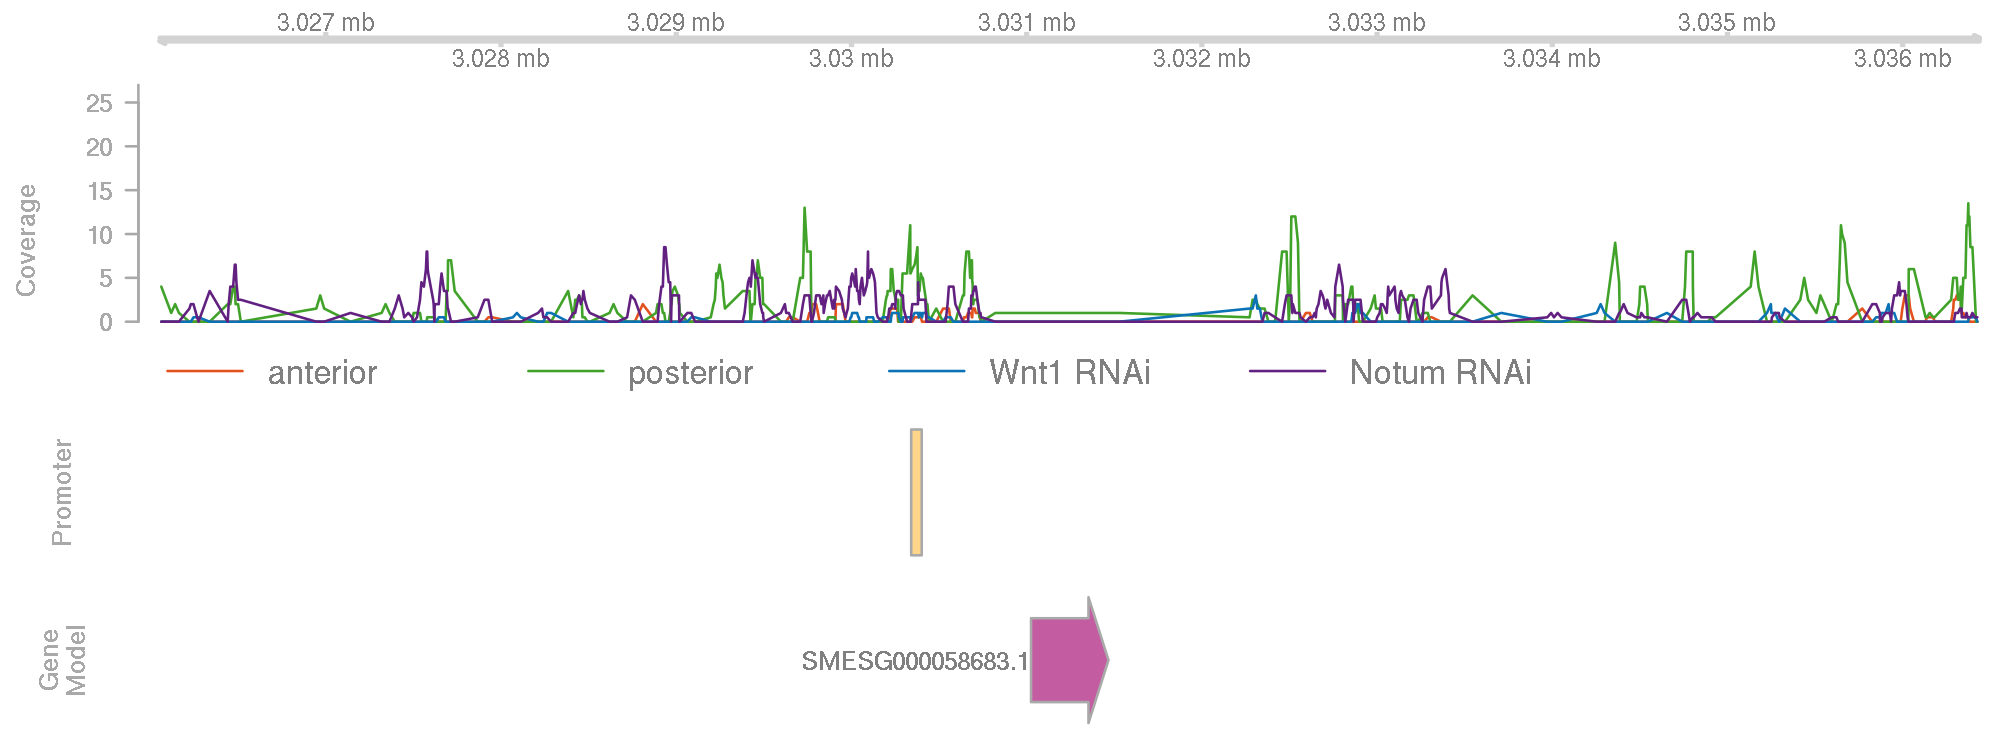 3.027 mb 3.029 mb 3.031 mb 3.033 mb 3.035 mb
3.028 mb 3.03 mb 3.032 mb 3.034 mb 3.036 mb
Coverage
25
20
15
10
5
0
anterior posterior Wnt1 RNAi Notum RNAi
Promoter
Gene
Model
SMESG000058683.1